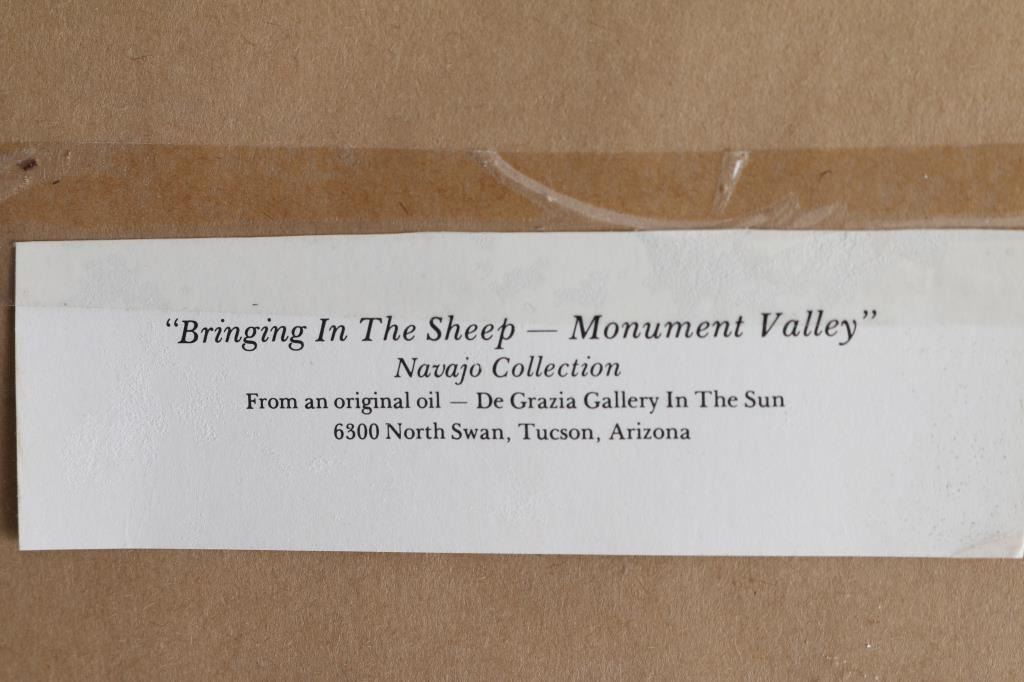 “Bringing In The Sheep — Monument Valley”
Navajo Collection
From an original oil — De Grazia Gallery In The Sun
6300 North Swan, Tucson, Arizona